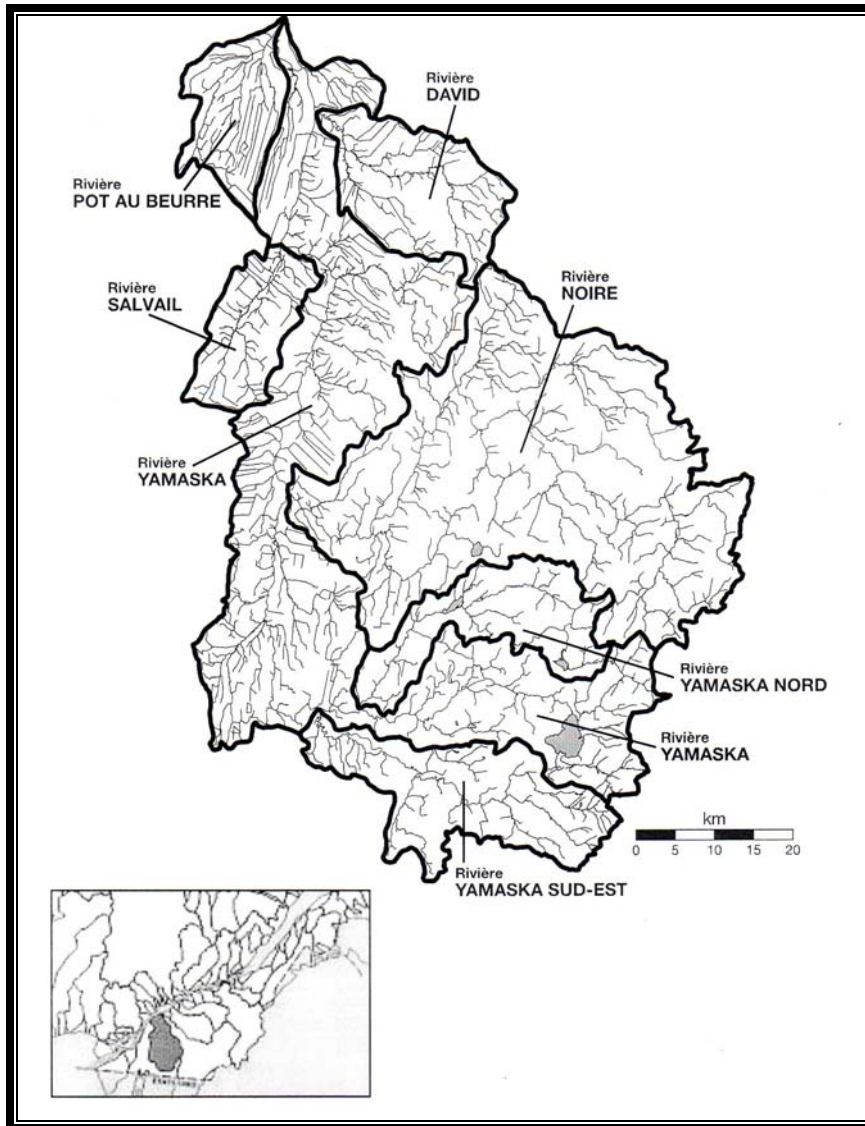 Rivière
DAVID
Rivière
POT AU BEURRE
Rivière
NOIRE
Rivière
SALVAIL
Rivière
YAMASKA
Rivière
YAMASKA NORD
Rivière
YAMASKA
km
0 5 10 15 20
Rivière
YAMASKA SUD-EST